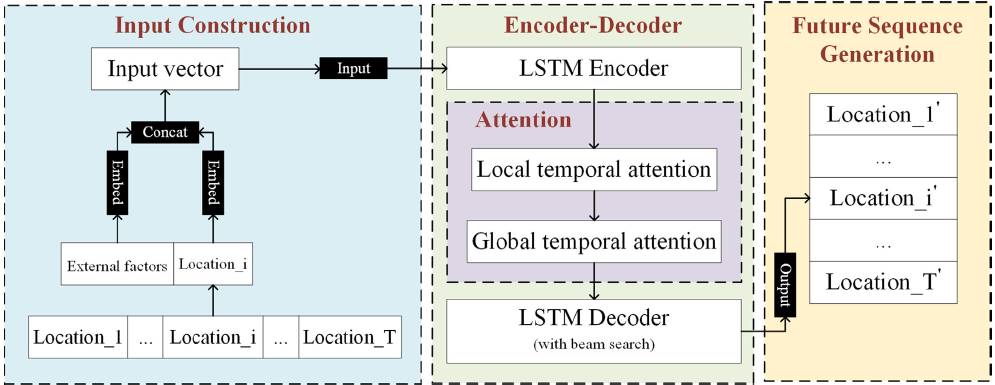 Input Construction
Input vector
Input
Concat
Embed
Embed
External factors
Location_i
Location_1
...
Location_i
...
Location_T
Encoder-Decoder
LSTM Encoder
Attention
Local temporal attention
Global temporal attention
LSTM Decoder
(with beam search)
Output
Future Sequence
Generation
Location_1'
...
Location_i'
...
Location_T'